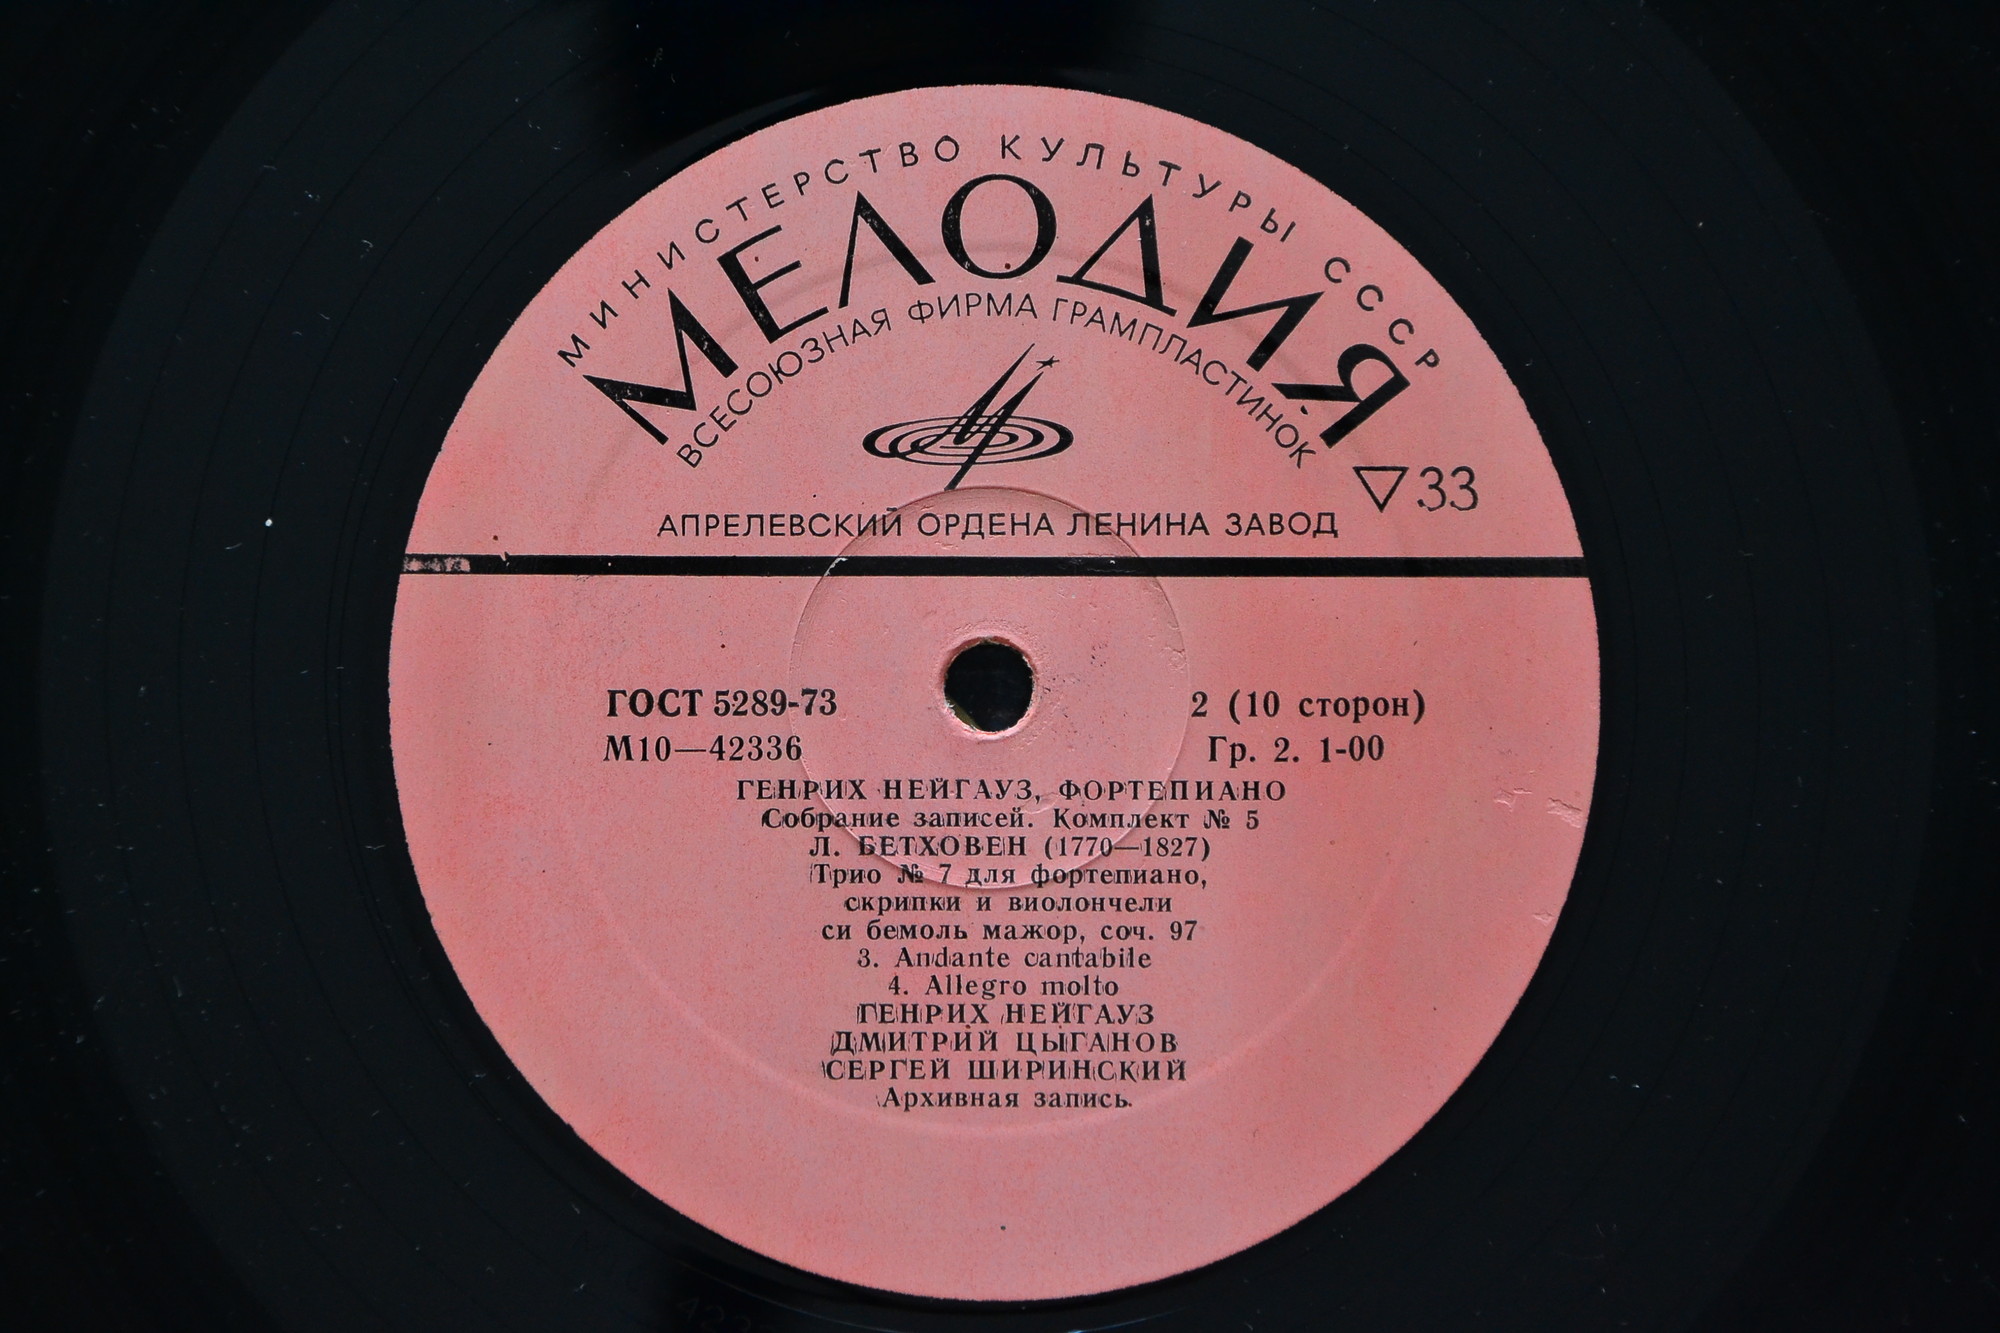 МИНИСТЕРСТВО КУЛЬТУРЫ СССР
МЕЛОДИЯ
ВСЕСОЮЗНАЯ ФИРМА ГРАМПЛАСТИНОК
33
АПРЕЛЕВСКИЙ ОРДЕНА ЛЕНИНА ЗАВОД
ГОСТ 5289-73
2 (10 сторон)
М10—42336
Гр. 2. 1-00
ГЕНРИХ НЕЙГАУЗ, ФОРТЕПИАНО
Собрание записей. Комплект № 5
Л. БЕТХОВЕН (1770—1827)
Трио № 7 для фортепиано,
скрипки и виолончели
си бемоль мажор, соч. 97
3. Andante cantabile
4. Allegro molto
ГЕНРИХ НЕЙГАУЗ
ДМИТРИЙ ЦЫГАНОВ
СЕРГЕЙ ШИРИНСКИЙ
Архивная запись.